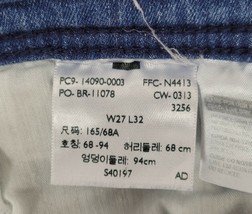 PC9-14090-0003 FFC-N4413
PO-BR-11078 CW-0313
3256
W27 L32
尺码: 165/68A
호칭: 68-94 허리둘레: 68 cm
엉덩이둘레: 94cm
S40197 AD